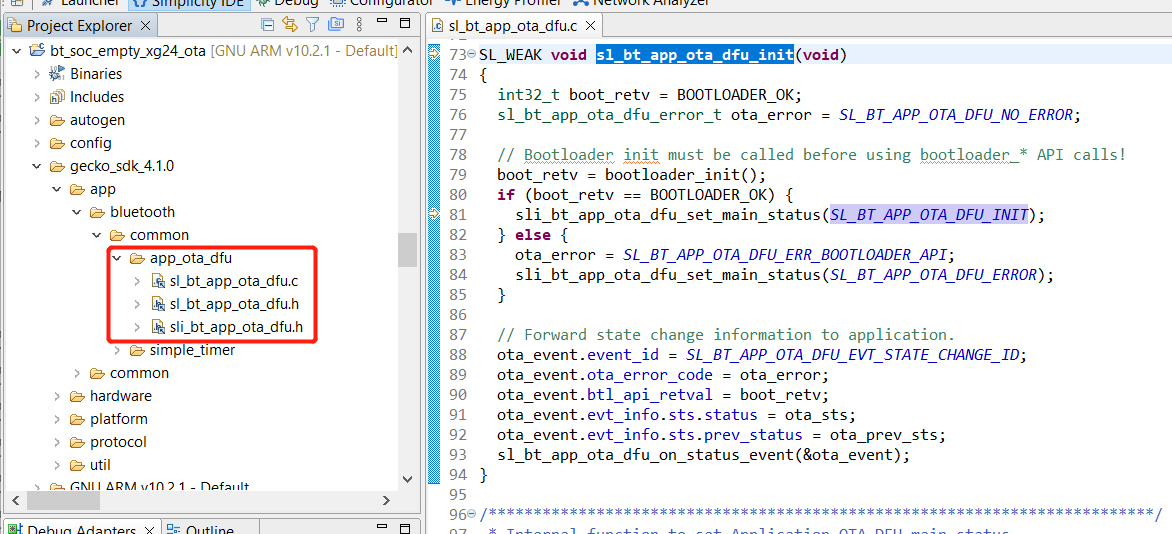 Launcher Simplicity IDE Debug Configurator Energy Profiler Network Analyzer
Project Explorer
bt_soc_empty_xg24_ota [GNU ARM v10.2.1 - Default]
Binaries
Includes
autogen
config
gecko_sdk_4.1.0
app
bluetooth
common
app_ota_dfu
sl_bt_app_ota_dfu.c
sl_bt_app_ota_dfu.h
sli_bt_app_ota_dfu.h
simple_timer
common
hardware
platform
protocol
util
GNU ARM v10.2.1 - Default
Debug Adapters Outline
sl_bt_app_ota_dfu.c
73 SL_WEAK void sl_bt_app_ota_dfu_init(void)
74 {
75 int32_t boot_retv = BOOTLOADER_OK;
76 sl_bt_app_ota_dfu_error_t ota_error = SL_BT_APP_OTA_DFU_NO_ERROR;
77
78 // Bootloader init must be called before using bootloader_* API calls!
79 boot_retv = bootloader_init();
80 if (boot_retv == BOOTLOADER_OK) {
81 sli_bt_app_ota_dfu_set_main_status(SL_BT_APP_OTA_DFU_INIT);
82 } else {
83 ota_error = SL_BT_APP_OTA_DFU_ERR_BOOTLOADER_API;
84 sli_bt_app_ota_dfu_set_main_status(SL_BT_APP_OTA_DFU_ERROR);
85 }
86
87 // Forward state change information to application.
88 ota_event.event_id = SL_BT_APP_OTA_DFU_EVT_STATE_CHANGE_ID;
89 ota_event.ota_error_code = ota_error;
90 ota_event.btl_api_retval = boot_retv;
91 ota_event.evt_info.sts.status = ota_sts;
92 ota_event.evt_info.sts.prev_status = ota_prev_sts;
93 sl_bt_app_ota_dfu_on_status_event(&ota_event);
94 }
95
96 /**************************************************************************/
97 * Internal function to set Application OTA DFU main status